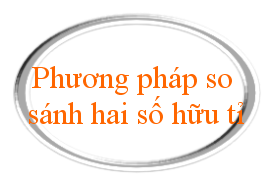 Phương pháp so
sánh hai số hữu tỉ